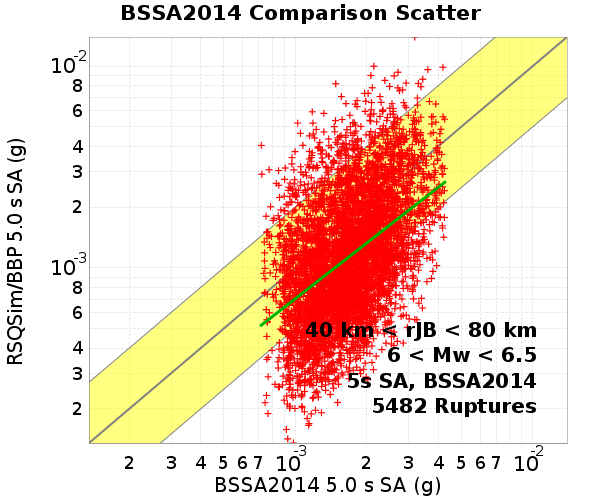 BSSA2014 Comparison Scatter
RSQSim/BBP 5.0 s SA (g)
10-2
8
6
4
3
2
10-3
8
6
4
3
2
40 km < rJB < 80 km
6 < Mw < 6.5
5s SA, BSSA2014
5482 Ruptures
2 3 4 5 6 7 10-3 2 3 4 5 6 7 10-2
BSSA2014 5.0 s SA (g)